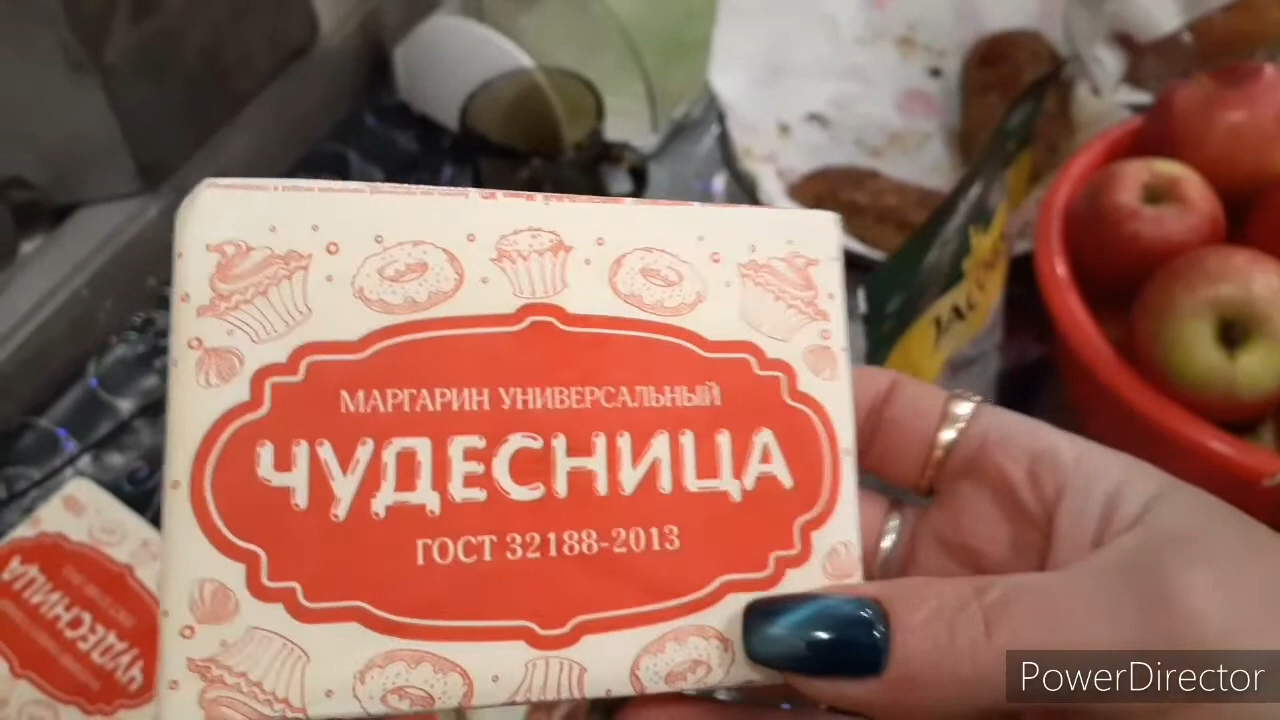 МАРГАРИН УНИВЕРСАЛЬНЫЙ
ЧУДЕСНИЦА
ГОСТ 32188-2013
ЧУДЕСНИЦА
PowerDirector